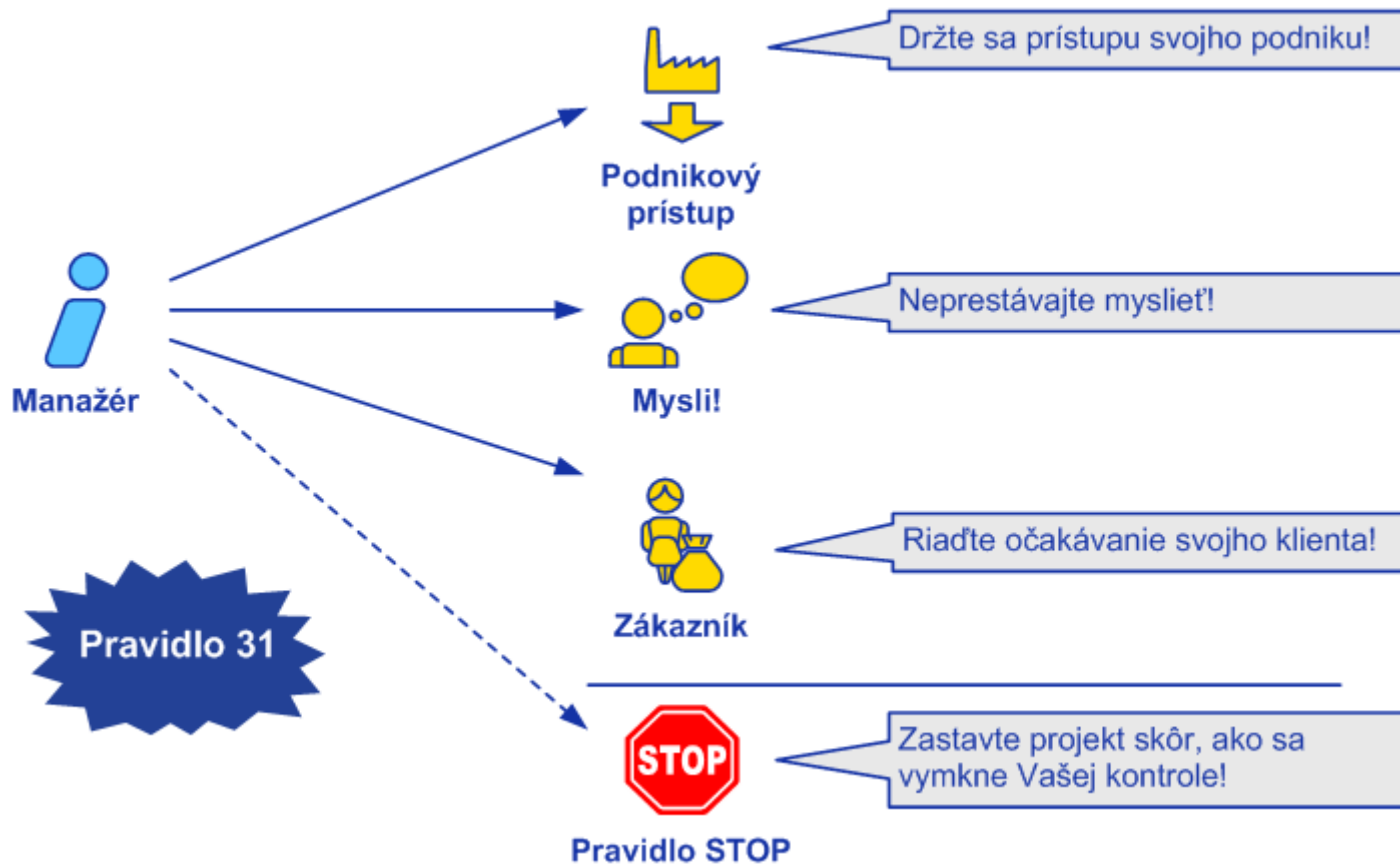 Držte sa prístupu svojho podniku!
Podnikový
prístup
Neprestávajte myslieť!
Manažér
Mysli!
Riaďte očakávanie svojho klienta!
Zákazník
Pravidlo 31
STOP
Zastavte projekt skôr, ako sa
vymkne Vašej kontrole!
Pravidlo STOP